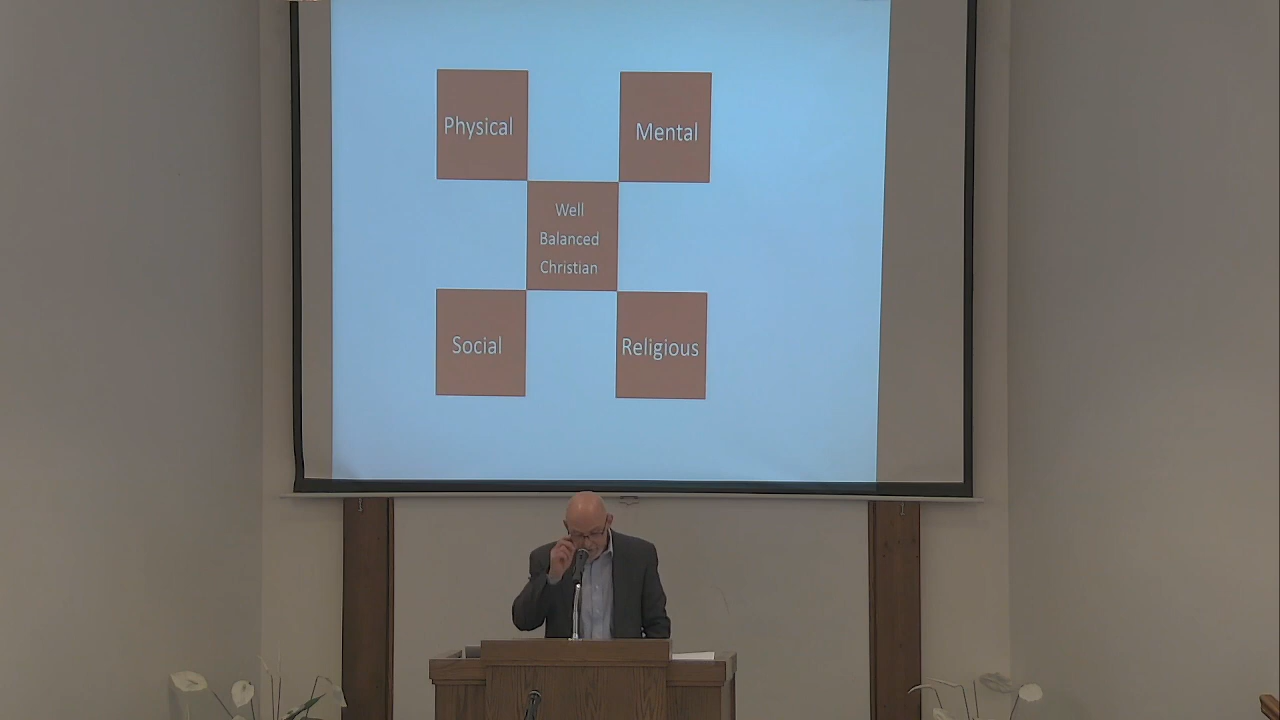 Physical
Mental
Well
Balanced
Christian
Social
Religious